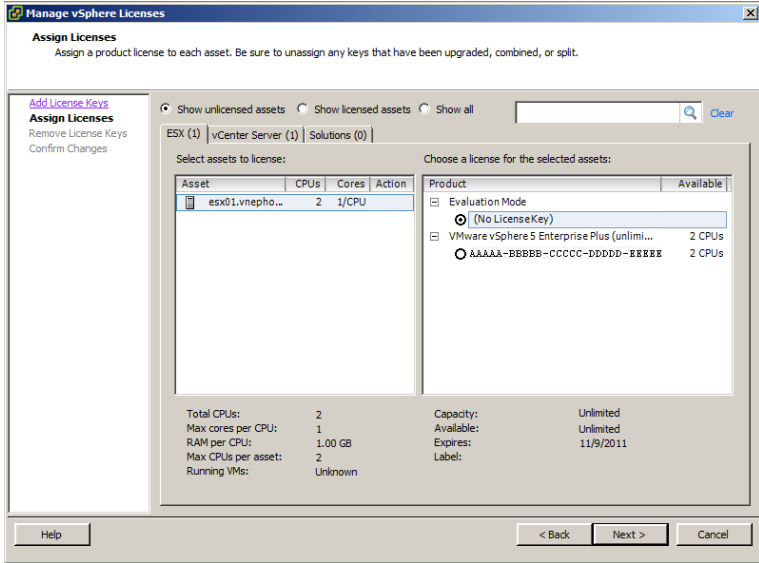 Manage vSphere Licenses
Assign Licenses
Assign a product license to each asset. Be sure to unassign any keys that have been upgraded, combined, or split.
Add License Keys
Assign Licenses
Remove License Keys
Confirm Changes
Show unlicensed assets Show licensed assets Show all Clear
ESX (1) vCenter Server (1) Solutions (0)
Select assets to license:
Asset CPUs Cores Action
esx01.vnepho... 2 1/CPU
Total CPUs: 2
Max cores per CPU: 1
RAM per CPU: 1.00 GB
Max CPUs per asset: 2
Running VMs: Unknown
Choose a license for the selected assets:
Product Available
Evaluation Mode
(No License Key)
VMware vSphere 5 Enterprise Plus (unlimi... 2 CPUs
AAAAA-BBBBB-CCCCC-DDDDD-EEEEE 2 CPUs
Capacity: Unlimited
Available: Unlimited
Expires: 11/9/2011
Label:
Help < Back Next > Cancel